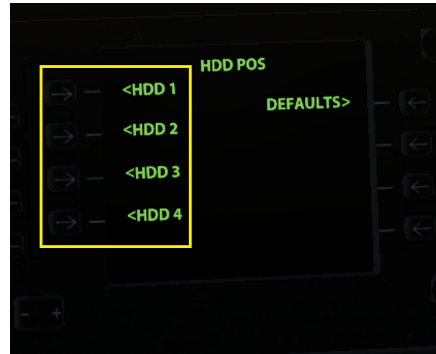 HDD POS
<HDD 1
DEFAULTS>
<HDD 2
<HDD 3
<HDD 4
- +